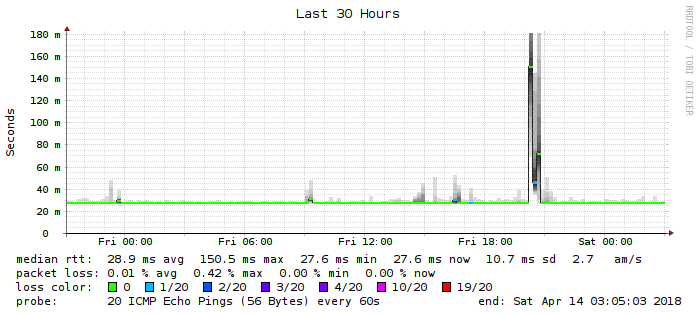 Last 30 Hours
RRDTOOL / TOBI OETIKER
Seconds
180 m
160 m
140 m
120 m
100 m
80 m
60 m
40 m
20 m
0
Fri 00:00 Fri 06:00 Fri 12:00 Fri 18:00 Sat 00:00
median rtt: 28.9 ms avg 150.5 ms max 27.6 ms min 27.6 ms now 10.7 ms sd 2.7 am/s
packet loss: 0.01 % avg 0.42 % max 0.00 % min 0.00 % now
loss color: 0 1/20 2/20 3/20 4/20 10/20 19/20
probe: 20 ICMP Echo Pings (56 Bytes) every 60s end: Sat Apr 14 03:05:03 2018